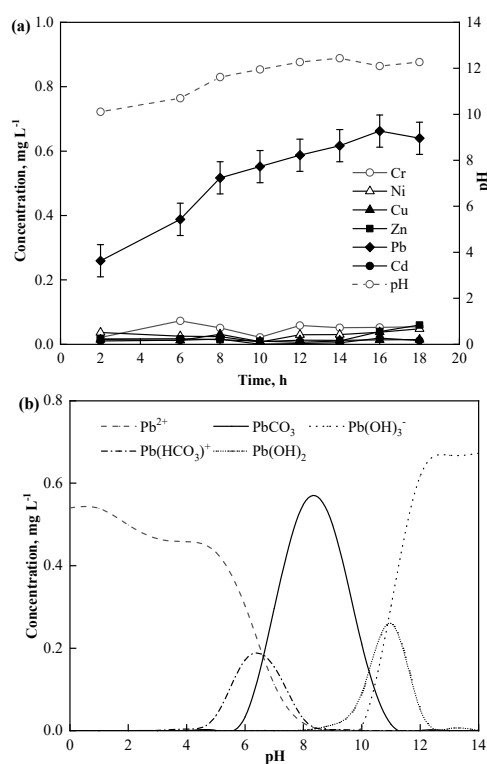 (a)
1.0
0.8
0.6
0.4
0.2
0.0
Concentration, mg L⁻¹
14
12
10
8
6
4
2
0
pH
Cr
Ni
Cu
Zn
Pb
Cd
pH
0 2 4 6 8 10 12 14 16 18 20
Time, h
(b)
0.8
0.6
0.4
0.2
0.0
Concentration, mg L⁻¹
Pb²⁺ PbCO₃ Pb(OH)₃⁻
Pb(HCO₃)⁺ Pb(OH)₂
0 2 4 6 8 10 12 14
pH